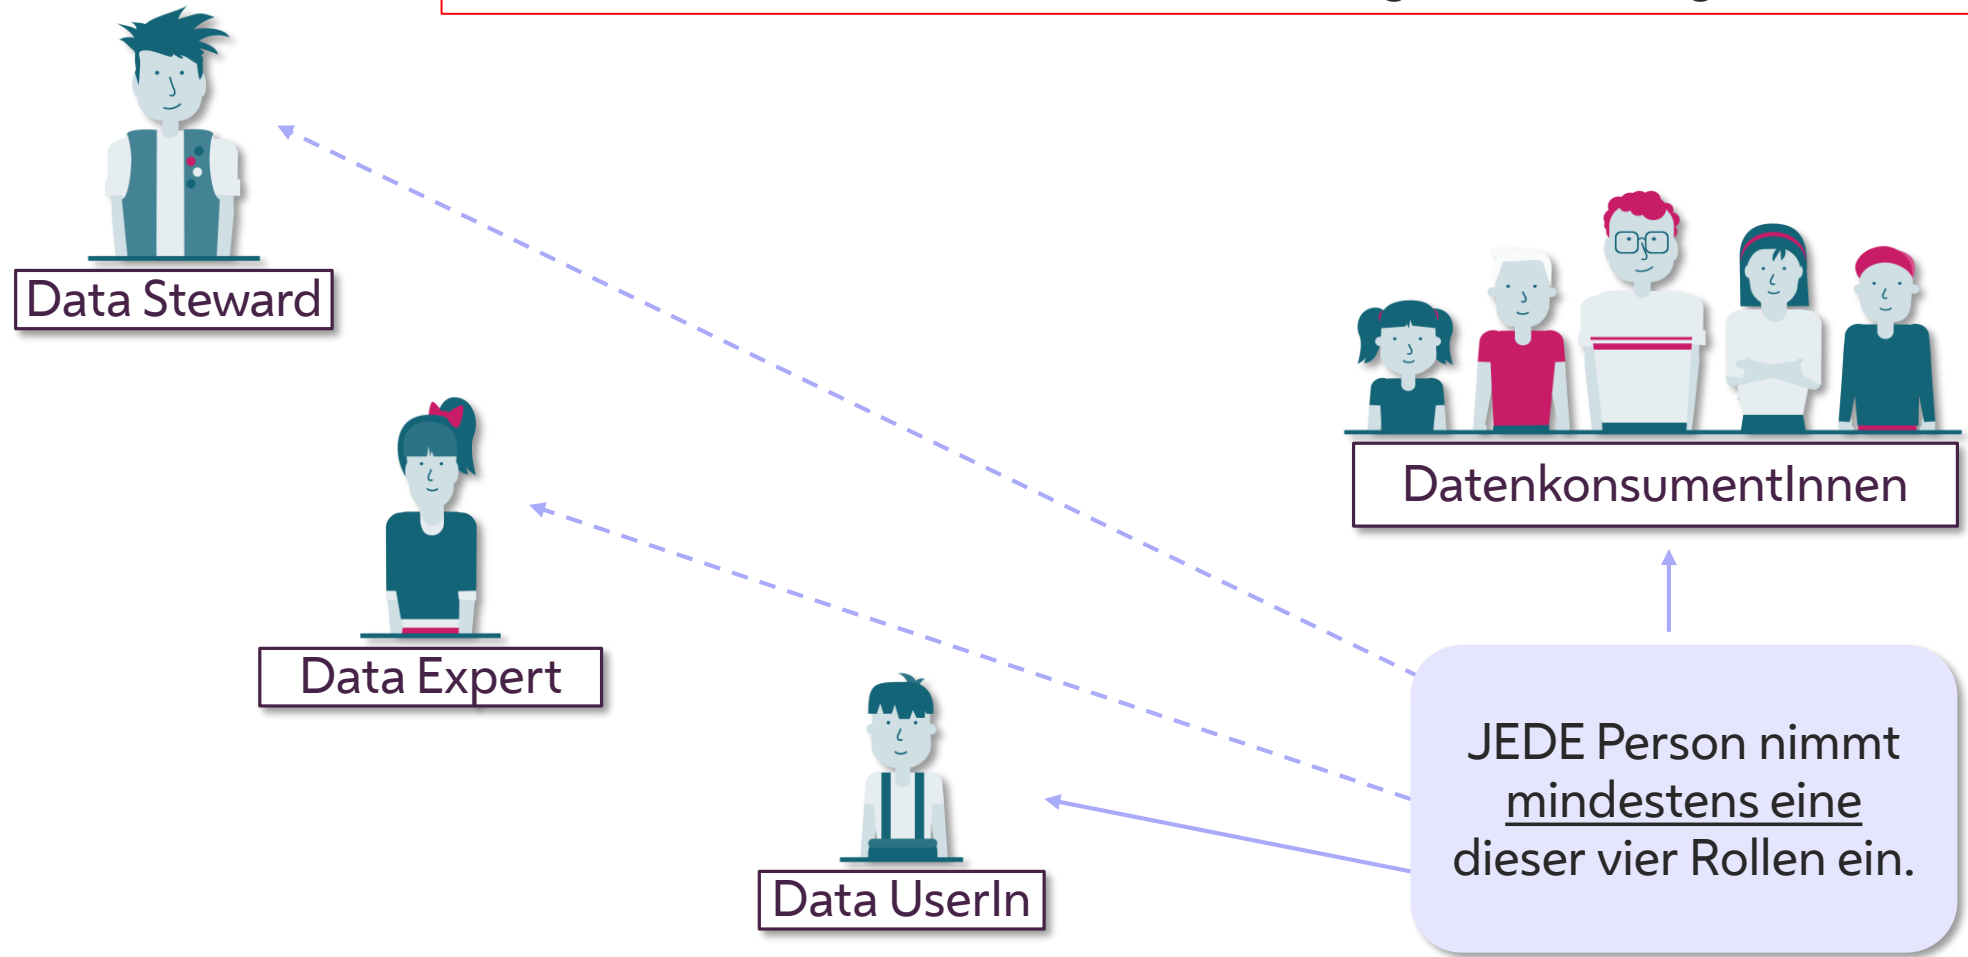 Data Steward
DatenkonsumentInnen
Data Expert
JEDE Person nimmt
mindestens eine
dieser vier Rollen ein.
Data UserIn